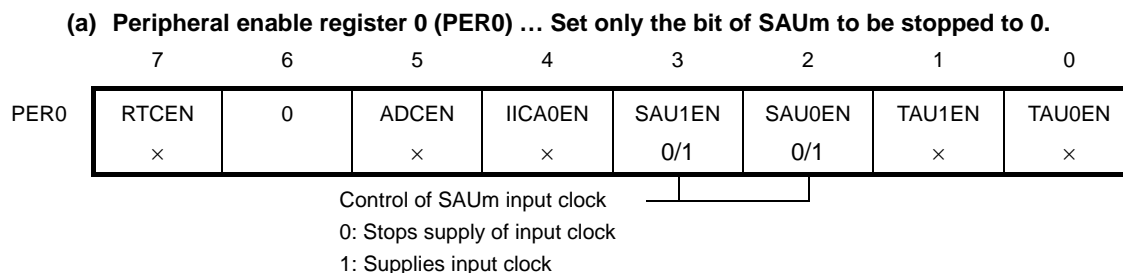 (a) Peripheral enable register 0 (PER0) … Set only the bit of SAUm to be stopped to 0.
7 6 5 4 3 2 1 0
PER0 RTCEN 0 ADCEN IICA0EN SAU1EN SAU0EN TAU1EN TAU0EN
× × × 0/1 0/1 × ×
Control of SAUm input clock
0: Stops supply of input clock
1: Supplies input clock